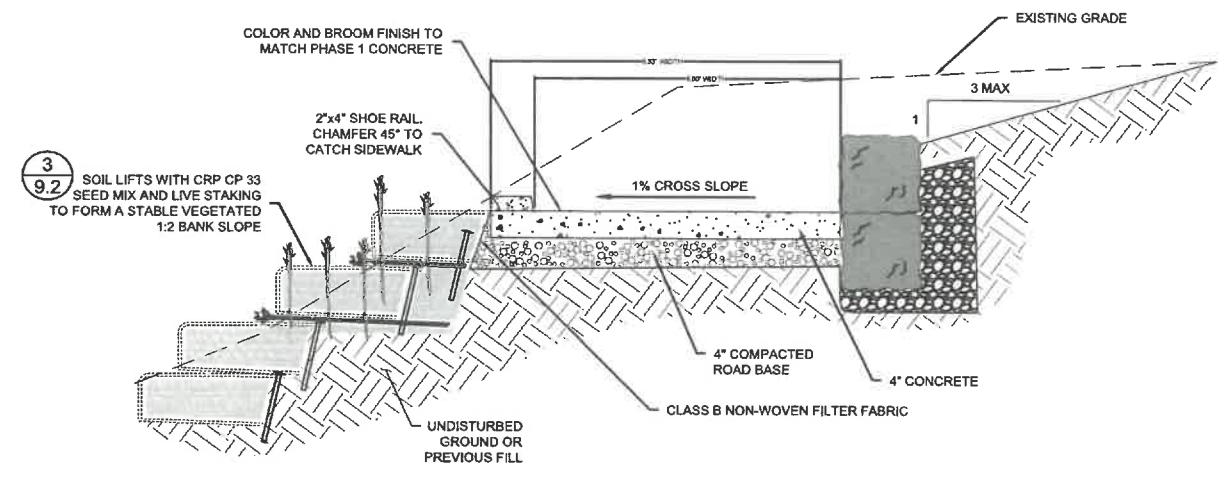 EXISTING GRADE
COLOR AND BROOM FINISH TO
MATCH PHASE 1 CONCRETE
3 MAX
1
2"x4" SHOE RAIL.
CHAMFER 45° TO
CATCH SIDEWALK
3
9.2
SOIL LIFTS WITH CRP CP 33
SEED MIX AND LIVE STAKING
TO FORM A STABLE VEGETATED
1:2 BANK SLOPE
1% CROSS SLOPE
4" COMPACTED
ROAD BASE
4" CONCRETE
CLASS B NON-WOVEN FILTER FABRIC
UNDISTURBED
GROUND OR
PREVIOUS FILL